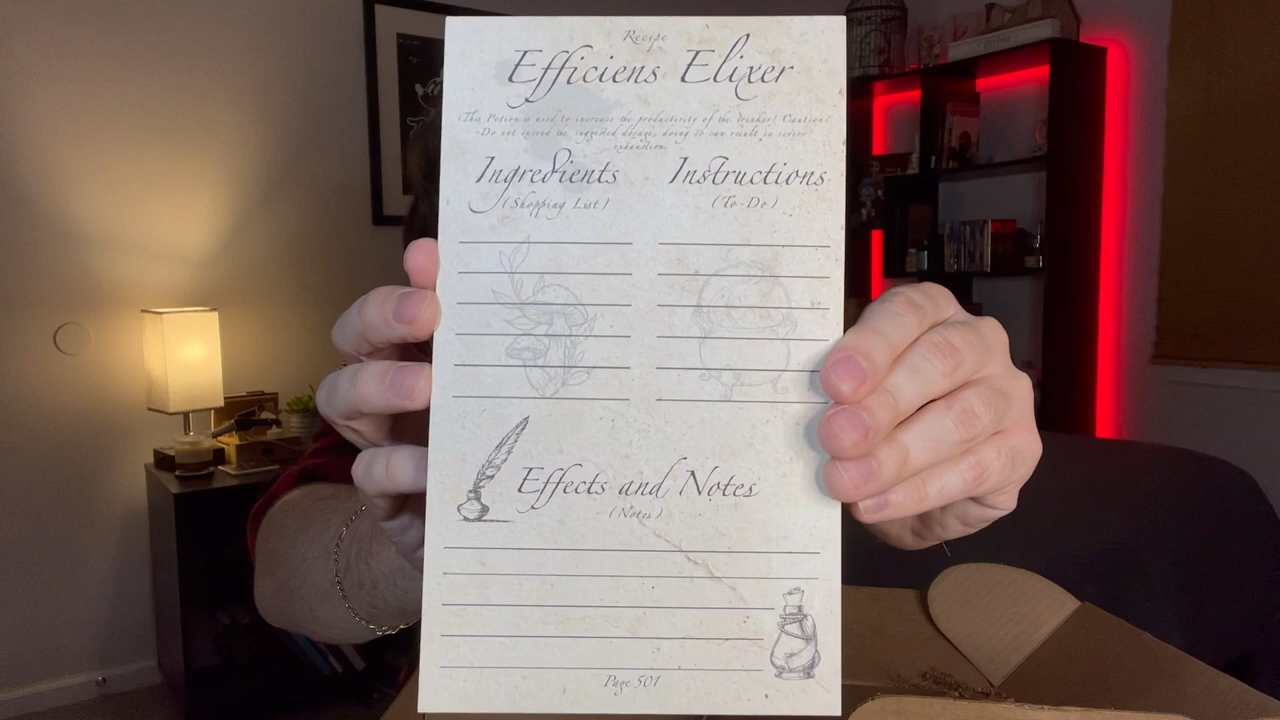 Recipe
Efficiens Elixer
(This Potion is used to increase the productivity of the drinker! Caution!
-Do not exceed the suggested dosage, doing so can result in severe
exhaustion.
Ingredients Instructions
(Shopping List) (To-Do)
Effects and Notes
(Notes)
Page 501